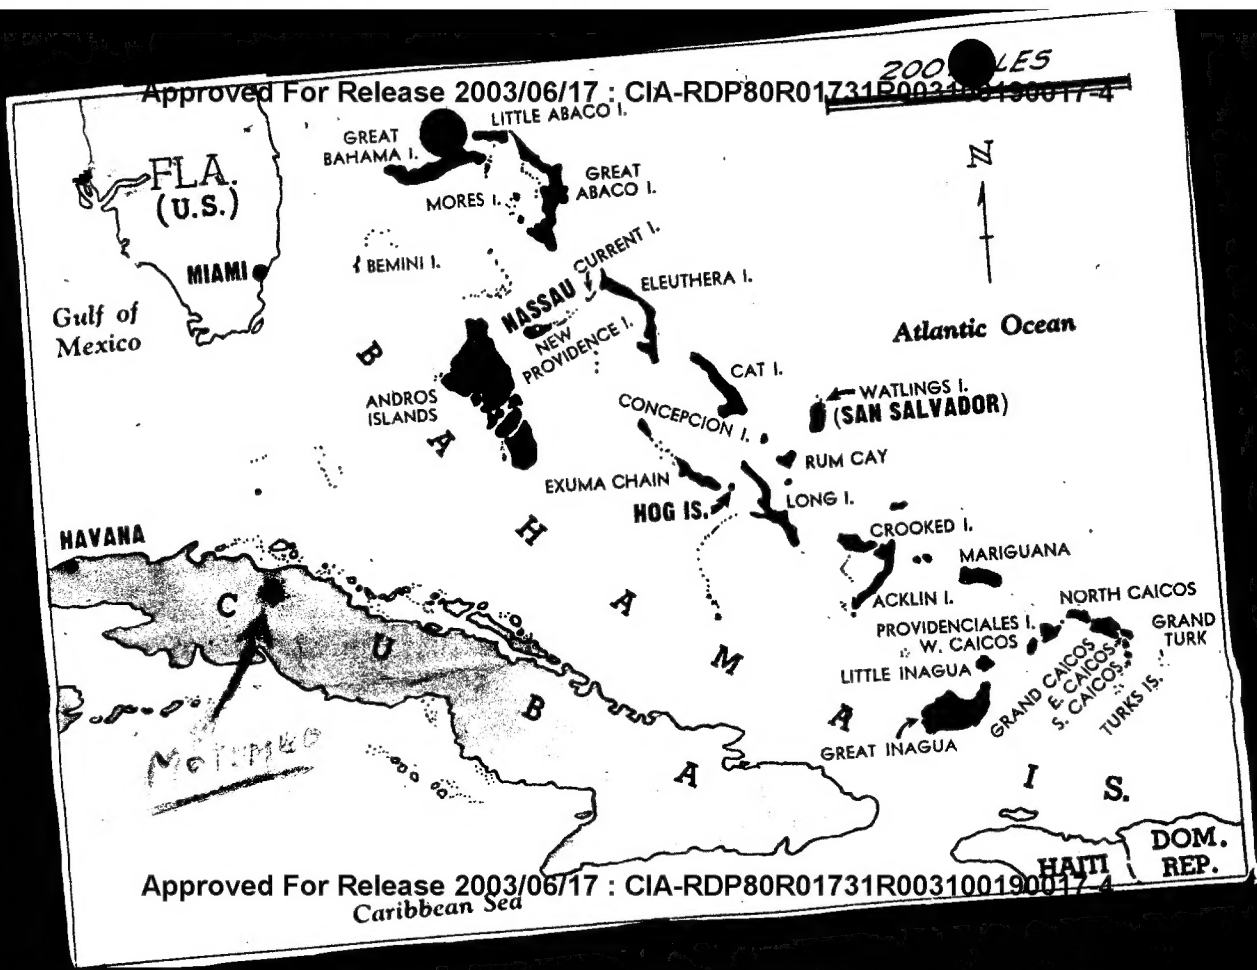 200 LES
Approved For Release 2003/06/17 : CIA-RDP80R01731R003100190017-4
LITTLE ABACO I.
GREAT
BAHAMA I.
FLA.
(U.S.)
GREAT
ABACO I.
MORES I.
N
MIAMI
BEMINI I.
CURRENT I.
ELEUTHERA I.
NASSAU
NEW
PROVIDENCE I.
Gulf of
Mexico
Atlantic Ocean
CAT I.
WATLINGS I.
(SAN SALVADOR)
ANDROS
ISLANDS
CONCEPCION I.
RUM CAY
EXUMA CHAIN
HOG IS.
LONG I.
HAVANA
CROOKED I.
MARIGUANA
ACKLIN I.
NORTH CAICOS
PROVIDENCIALES I.
W. CAICOS
GRAND
TURK
LITTLE INAGUA
GRAND CAICOS
E. CAICOS
S. CAICOS
TURKS IS.
GREAT INAGUA
B A H A M A I S.
C U B A
HAITI
DOM.
REP.
Approved For Release 2003/06/17 : CIA-RDP80R01731R003100190017-4
Caribbean Sea